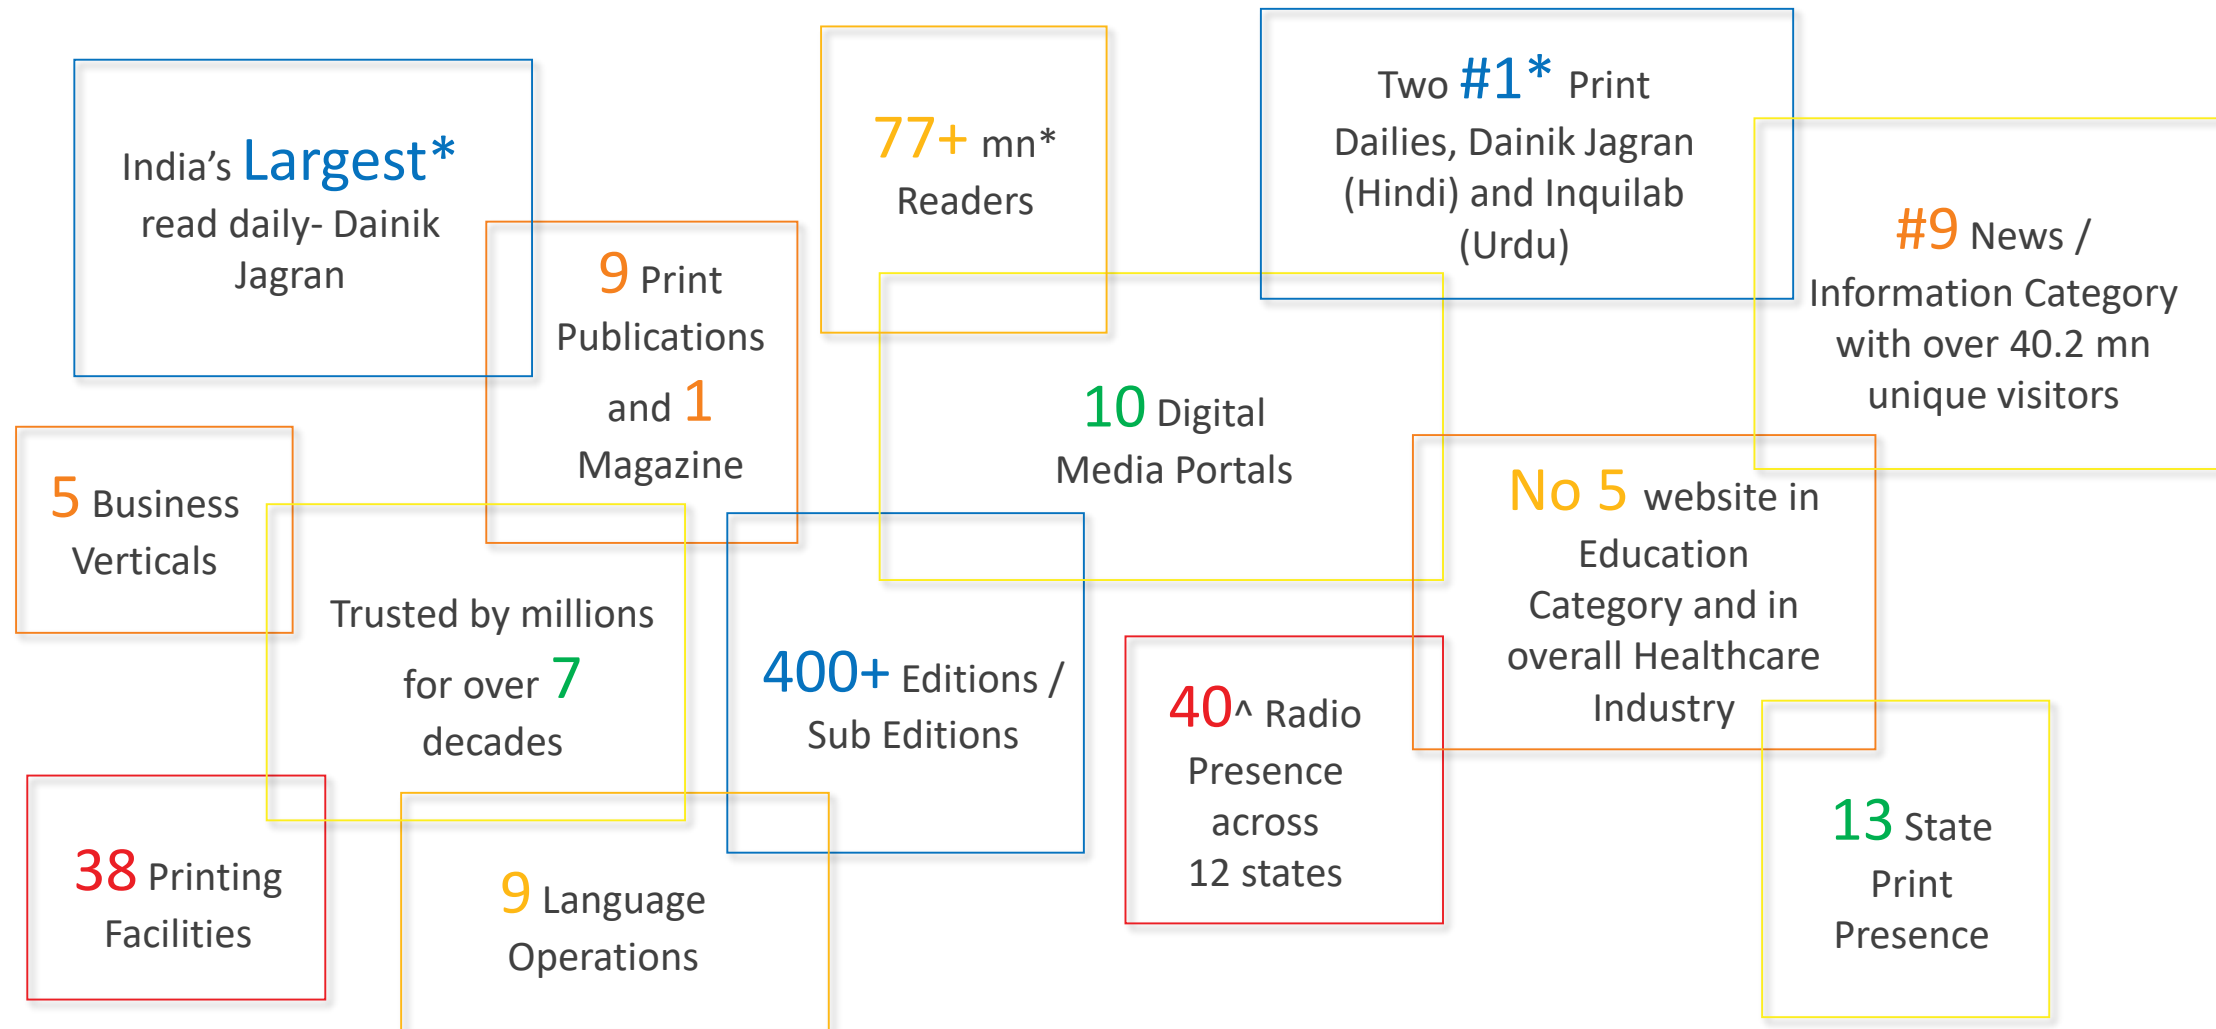 India's Largest*
read daily- Dainik
Jagran
77+ mn*
Readers
Two #1* Print
Dailies, Dainik Jagran
(Hindi) and Inquilab
(Urdu)
#9 News /
Information Category
with over 40.2 mn
unique visitors
9 Print
Publications
and 1
Magazine
10 Digital
Media Portals
5 Business
Verticals
No 5 website in
Education
Category and in
overall Healthcare
Industry
Trusted by millions
for over 7
decades
400+ Editions /
Sub Editions
40^ Radio
Presence
across
12 states
13 State
Print
Presence
38 Printing
Facilities
9 Language
Operations